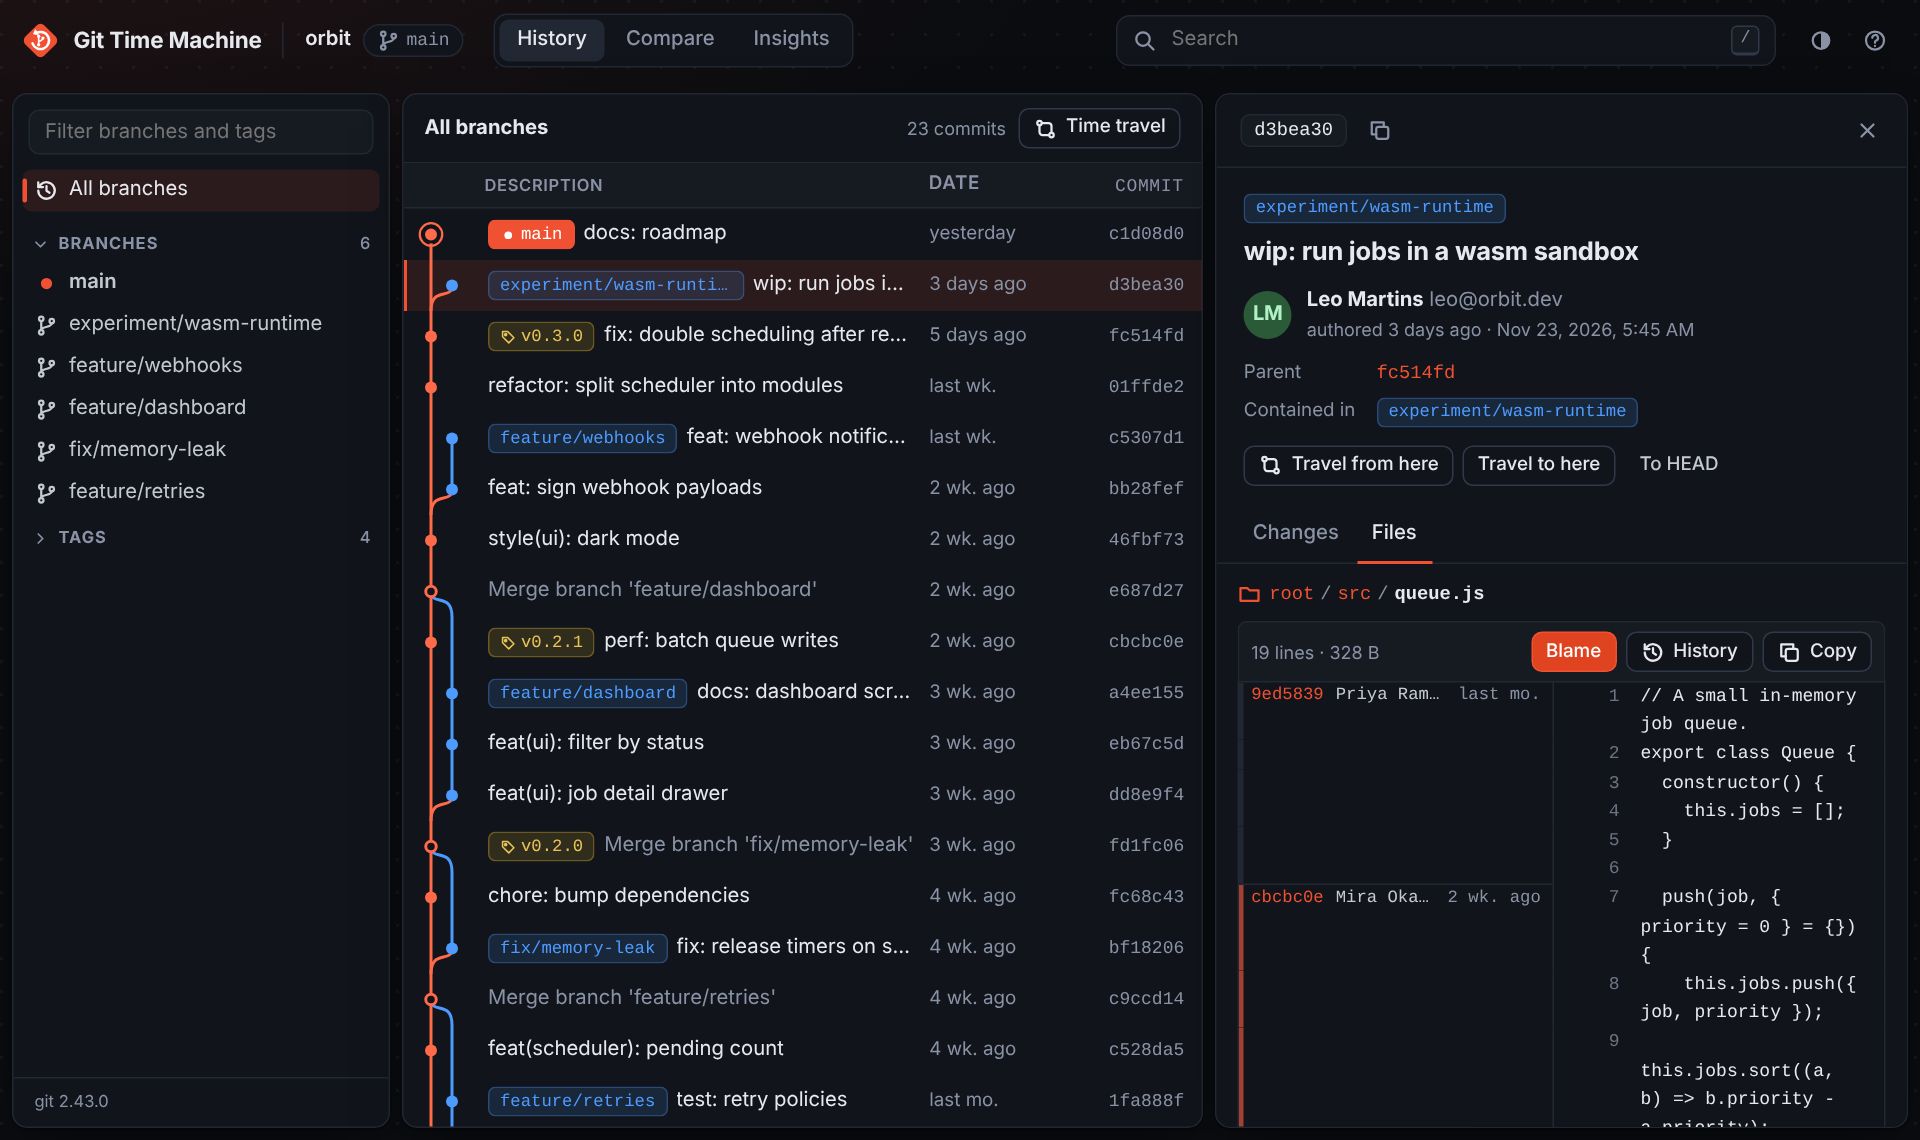 Git Time Machine
orbit
main
History
Compare
Insights
Search
/
Filter branches and tags
All branches
BRANCHES 6
main
experiment/wasm-runtime
feature/webhooks
feature/dashboard
fix/memory-leak
feature/retries
TAGS 4
git 2.43.0
All branches
23 commits
Time travel
DESCRIPTION DATE COMMIT
main docs: roadmap yesterday c1d08d0
experiment/wasm-runti… wip: run jobs i… 3 days ago d3bea30
v0.3.0 fix: double scheduling after re… 5 days ago fc514fd
refactor: split scheduler into modules last wk. 01ffde2
feature/webhooks feat: webhook notific… last wk. c5307d1
feat: sign webhook payloads 2 wk. ago bb28fef
style(ui): dark mode 2 wk. ago 46fbf73
Merge branch 'feature/dashboard' 2 wk. ago e687d27
v0.2.1 perf: batch queue writes 2 wk. ago cbcbc0e
feature/dashboard docs: dashboard scr… 3 wk. ago a4ee155
feat(ui): filter by status 3 wk. ago eb67c5d
feat(ui): job detail drawer 3 wk. ago dd8e9f4
v0.2.0 Merge branch 'fix/memory-leak' 3 wk. ago fd1fc06
chore: bump dependencies 4 wk. ago fc68c43
fix/memory-leak fix: release timers on s… 4 wk. ago bf18206
Merge branch 'feature/retries' 4 wk. ago c9ccd14
feat(scheduler): pending count 4 wk. ago c528da5
feature/retries test: retry policies last mo. 1fa888f
d3bea30
experiment/wasm-runtime
wip: run jobs in a wasm sandbox
LM
Leo Martins leo@orbit.dev
authored 3 days ago · Nov 23, 2026, 5:45 AM
Parent fc514fd
Contained in experiment/wasm-runtime
Travel from here
Travel to here
To HEAD
Changes
Files
root / src / queue.js
19 lines · 328 B
Blame
History
Copy
9ed5839 Priya Ram… last mo.
1 // A small in-memory
job queue.
2 export class Queue {
3 constructor() {
4 this.jobs = [];
5 }
6
cbcbc0e Mira Oka… 2 wk. ago
7 push(job, {
priority = 0 } = {})
{
8 this.jobs.push({
job, priority });
9
this.jobs.sort((a,
b) => b.priority -
a.priority);